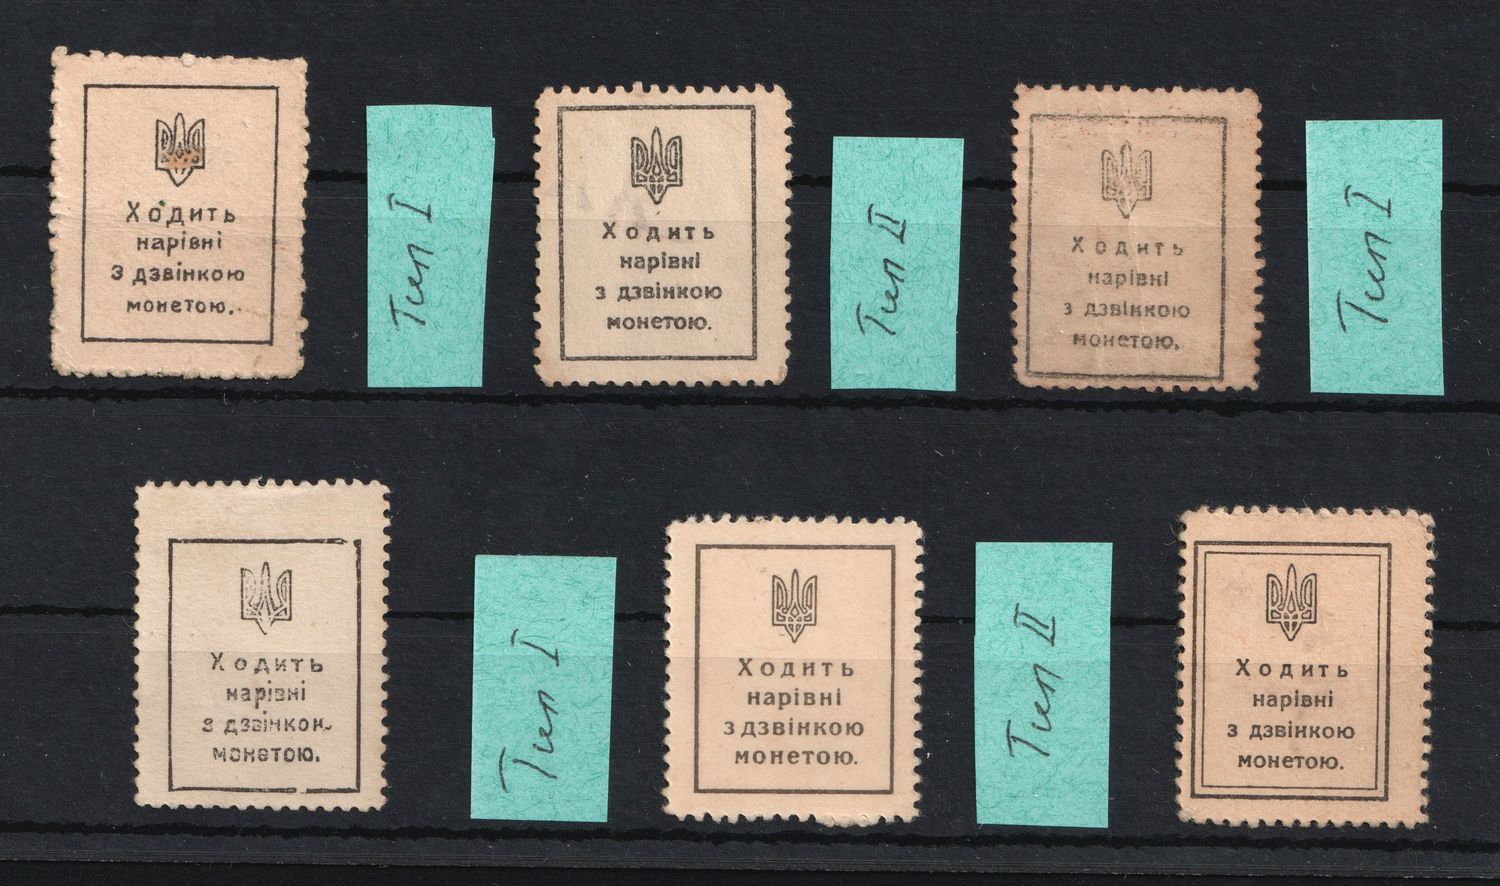 Ходить
нарівні
з дзвінкою
монетою.
Тип I
Ходить
нарівні
з дзвінкою
монетою.
Тип II
Ходить
нарівні
з дзвінкою
монетою.
Тип I
Ходить
нарівні
з дзвінкою
монетою.
Тип I
Ходить
нарівні
з дзвінкою
монетою.
Тип II
Ходить
нарівні
з дзвінкою
монетою.